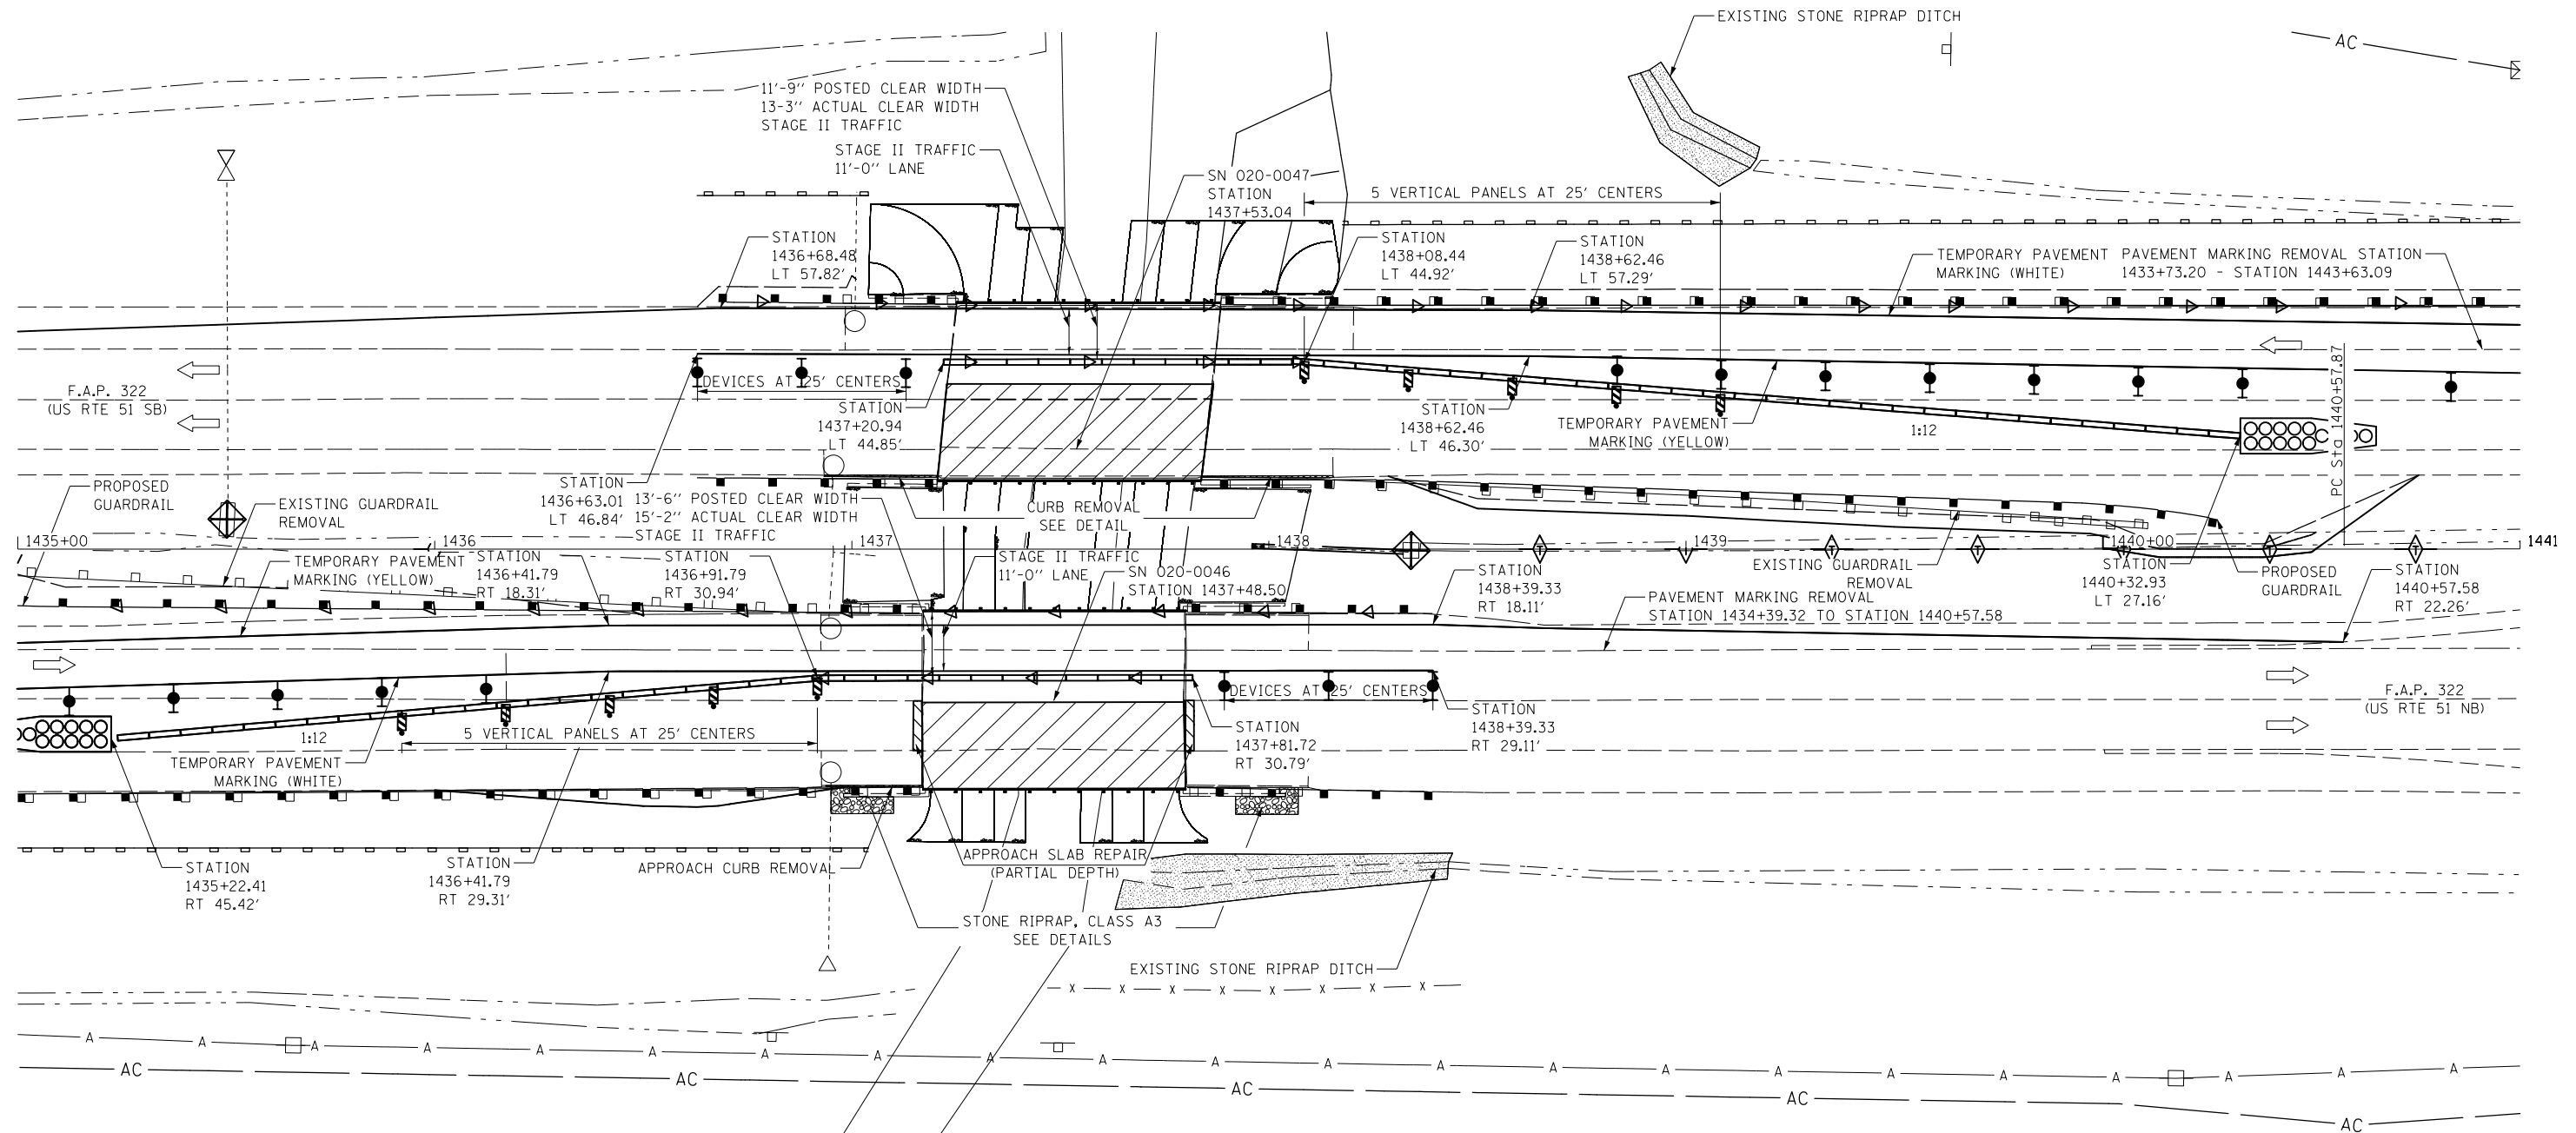 EXISTING STONE RIPRAP DITCH
AC
11'-9" POSTED CLEAR WIDTH
13-3" ACTUAL CLEAR WIDTH
STAGE II TRAFFIC
STAGE II TRAFFIC
11'-0" LANE
SN 020-0047
STATION
1437+53.04
5 VERTICAL PANELS AT 25' CENTERS
STATION
1436+68.48
LT 57.82'
STATION
1438+08.44
LT 44.92'
STATION
1438+62.46
LT 57.29'
TEMPORARY PAVEMENT
MARKING (WHITE)
PAVEMENT MARKING REMOVAL STATION
1433+73.20 - STATION 1443+63.09
F.A.P. 322
(US RTE 51 SB)
DEVICES AT 25' CENTERS
STATION
1437+20.94
LT 44.85'
STATION
1438+62.46
LT 46.30'
TEMPORARY PAVEMENT
MARKING (YELLOW)
1:12
PC Sta 1440+57.87
PROPOSED
GUARDRAIL
EXISTING GUARDRAIL
REMOVAL
STATION
1436+63.01
LT 46.84'
13'-6" POSTED CLEAR WIDTH
15'-2" ACTUAL CLEAR WIDTH
STAGE II TRAFFIC
CURB REMOVAL
SEE DETAIL
1435+00
1436
1437
1438
1439
1440+00
1441
TEMPORARY PAVEMENT
MARKING (YELLOW)
STATION
1436+41.79
RT 18.31'
STATION
1436+91.79
RT 30.94'
STAGE II TRAFFIC
11'-0" LANE
SN 020-0046
STATION 1437+48.50
STATION
1438+39.33
RT 18.11'
EXISTING GUARDRAIL
REMOVAL
STATION
1440+32.93
LT 27.16'
PROPOSED
GUARDRAIL
STATION
1440+57.58
RT 22.26'
PAVEMENT MARKING REMOVAL
STATION 1434+39.32 TO STATION 1440+57.58
DEVICES AT 25' CENTERS
F.A.P. 322
(US RTE 51 NB)
1:12
5 VERTICAL PANELS AT 25' CENTERS
STATION
1437+81.72
RT 30.79'
STATION
1438+39.33
RT 29.11'
TEMPORARY PAVEMENT
MARKING (WHITE)
STATION
1435+22.41
RT 45.42'
STATION
1436+41.79
RT 29.31'
APPROACH CURB REMOVAL
APPROACH SLAB REPAIR
(PARTIAL DEPTH)
STONE RIPRAP, CLASS A3
SEE DETAILS
EXISTING STONE RIPRAP DITCH
X X X X X X X X
A A A A A A A A A A A A A A A A A A A A A A
AC AC AC AC AC